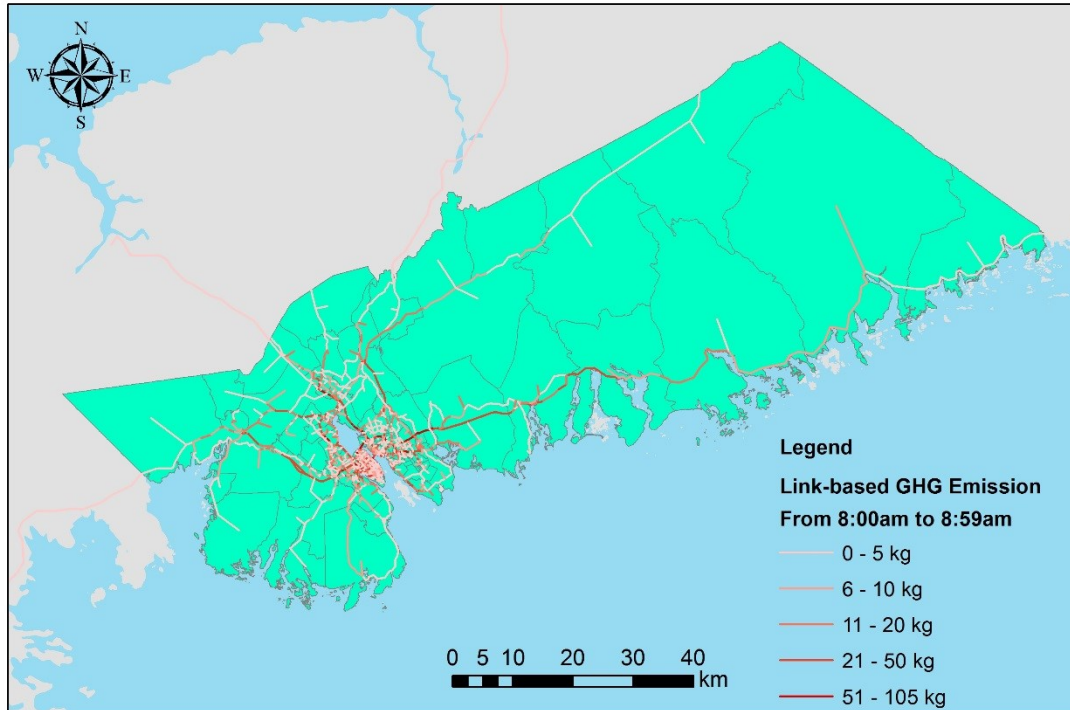 N
W E
S
Legend
Link-based GHG Emission
From 8:00am to 8:59am
0 - 5 kg
6 - 10 kg
11 - 20 kg
21 - 50 kg
51 - 105 kg
0 5 10 20 30 40
km